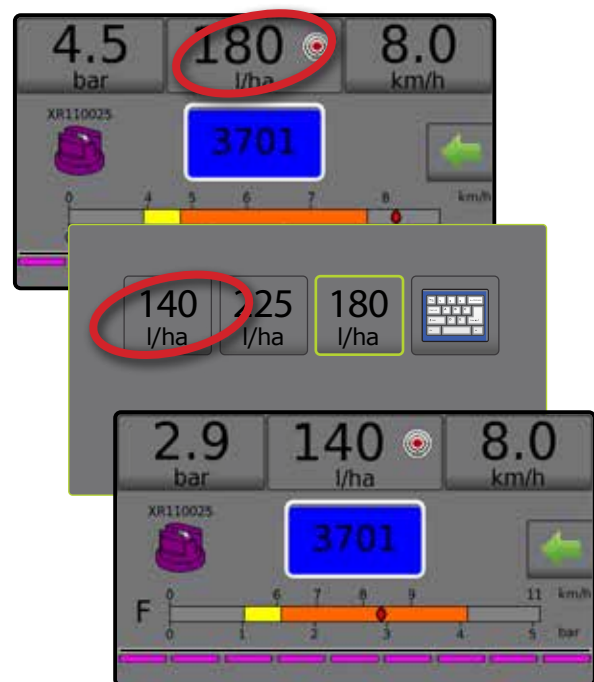 4.5 180 8.0
bar l/ha km/h
XR110025
3701
0 4 5 6 7 8 km/h
140 225 180
l/ha l/ha l/ha
2.9 140 8.0
bar l/ha km/h
XR110025
3701
0 6 7 8 9 11 km/h
F
0 1 2 3 4 5 bar